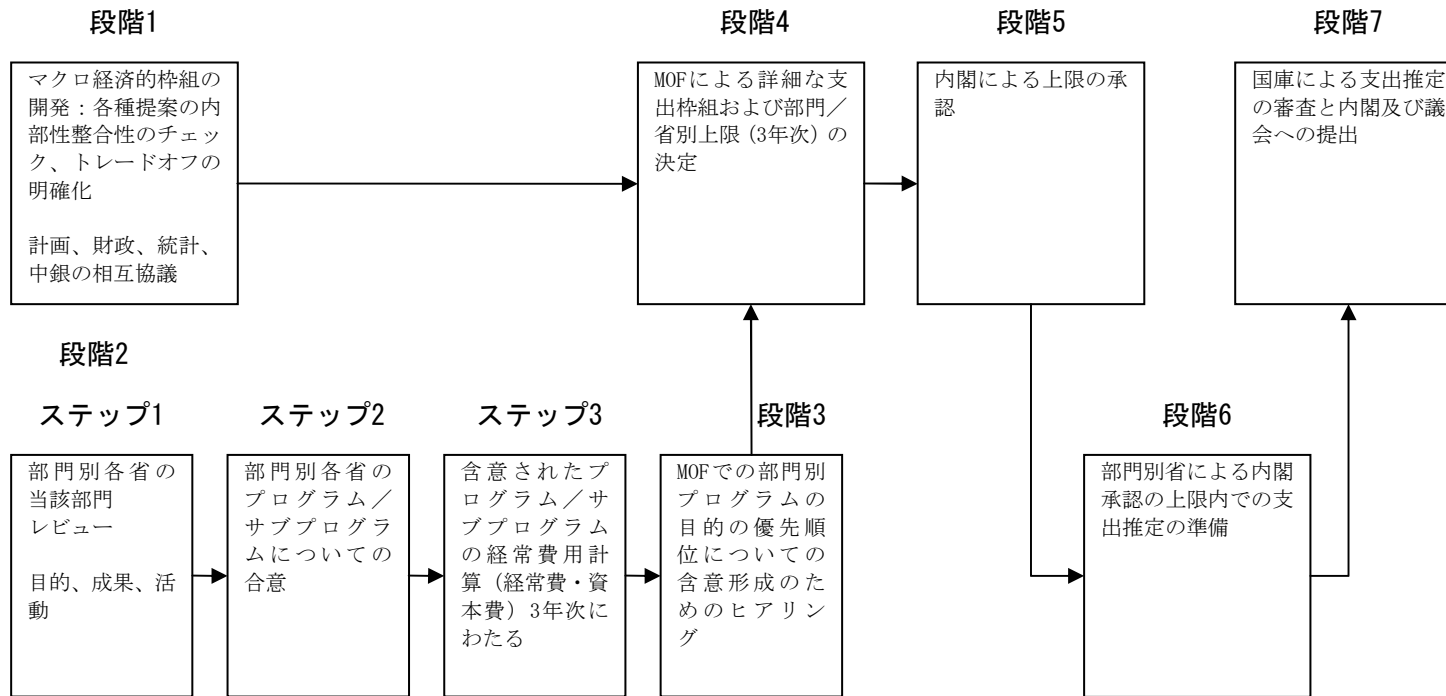 段階1
マクロ経済的枠組の
開発：各種提案の内
部性整合性のチェッ
ク、トレードオフの
明確化
計画、財政、統計、
中銀の相互協議
段階4
MOFによる詳細な支
出枠組および部門／
省別上限（3年次）の
決定
段階5
内閣による上限の承
認
段階7
国庫による支出推定
の審査と内閣及び議
会への提出
段階2
ステップ1
部門別各省の
当該部門
レビュー
目的、成果、活
動
ステップ2
部門別各省の
プログラム／
サブプログラ
ムについての
合意
ステップ3
含意されたプ
ログラム／サ
ブプログラム
の経常費用計
算（経常費・資
本費）3年次に
わたる
段階3
MOFでの部門別
プログラムの
目的の優先順
位についての
含意形成のた
めのヒアリン
グ
段階6
部門別省による内閣
承認の上限内での支
出推定の準備